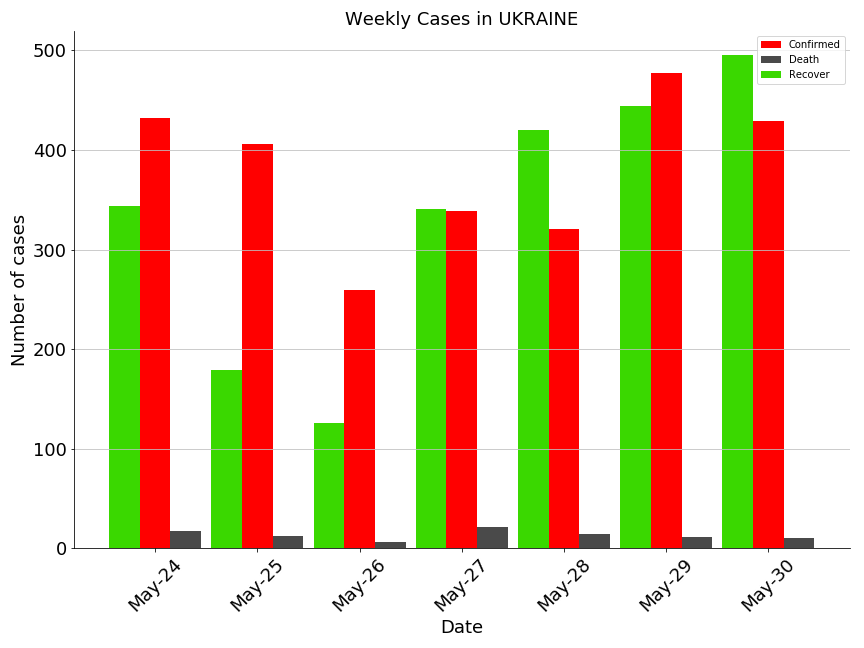 Weekly Cases in UKRAINE
Confirmed
Death
Recover
Number of cases
500
400
300
200
100
0
May-24
May-25
May-26
May-27
May-28
May-29
May-30
Date